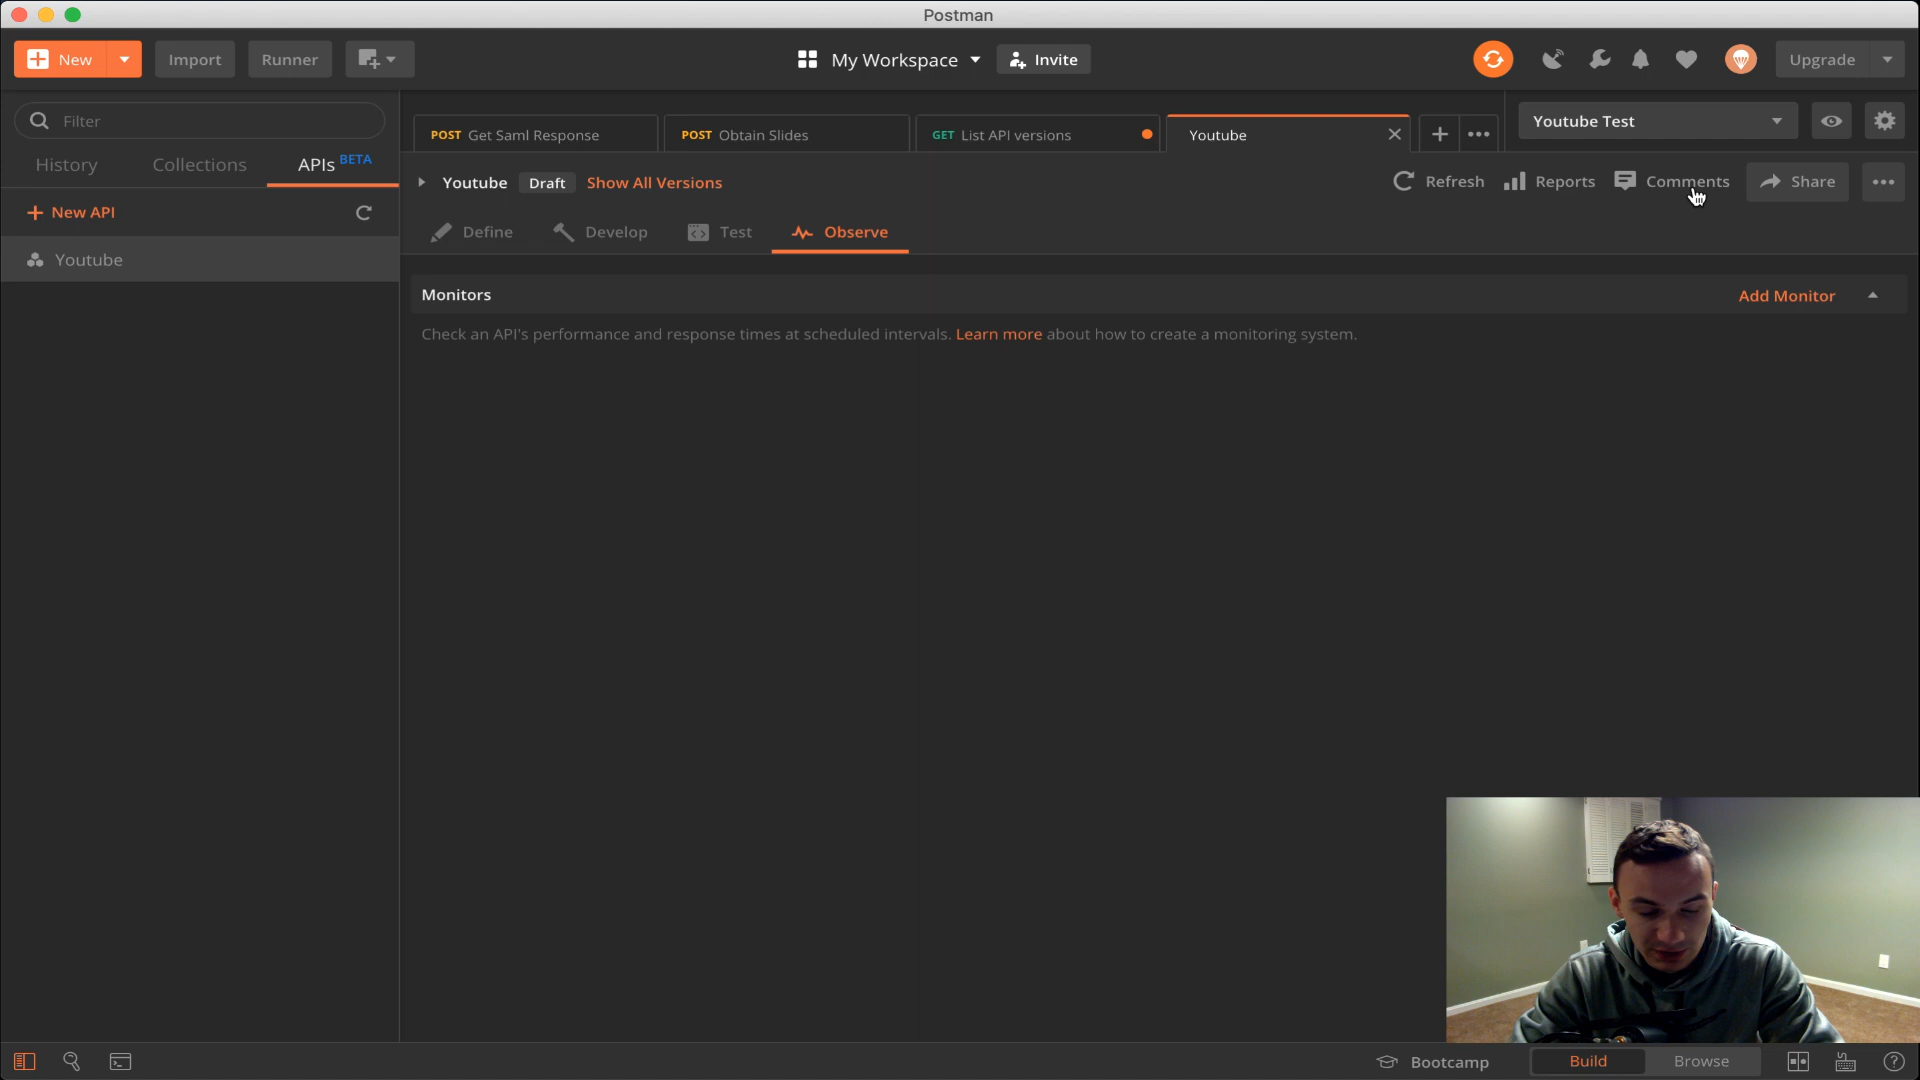 Postman
New
Import
Runner
My Workspace
Invite
Upgrade
Filter
History
Collections
APIs BETA
New API
Youtube
POST Get Saml Response
POST Obtain Slides
GET List API versions
Youtube
Youtube Test
Youtube
Draft
Show All Versions
Refresh
Reports
Comments
Share
Define
Develop
Test
Observe
Monitors
Add Monitor
Check an API's performance and response times at scheduled intervals. Learn more about how to create a monitoring system.
Bootcamp
Build
Browse